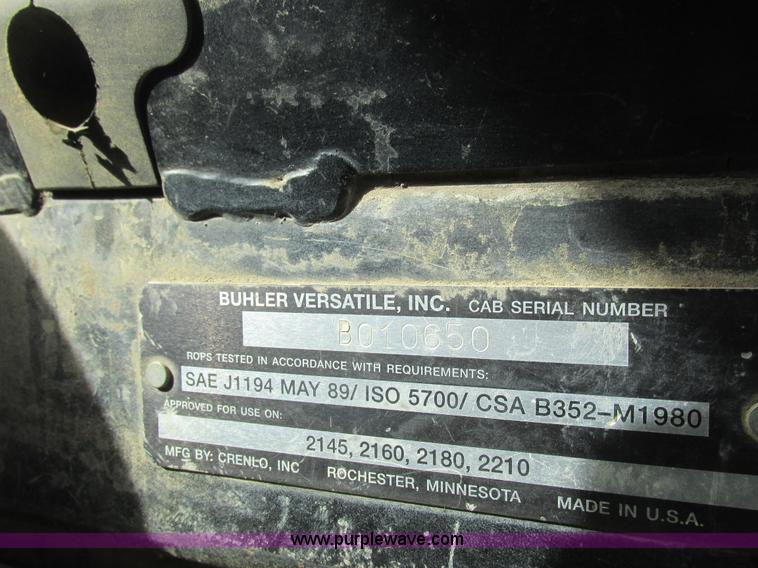 BUHLER VERSATILE, INC. CAB SERIAL NUMBER
B010650
ROPS TESTED IN ACCORDANCE WITH REQUIREMENTS:
SAE J1194 MAY 89/ ISO 5700/ CSA B352-M1980
APPROVED FOR USE ON:
2145, 2160, 2180, 2210
MFG BY: CRENLO, INC ROCHESTER, MINNESOTA MADE IN U.S.A.
www.purplewave.com